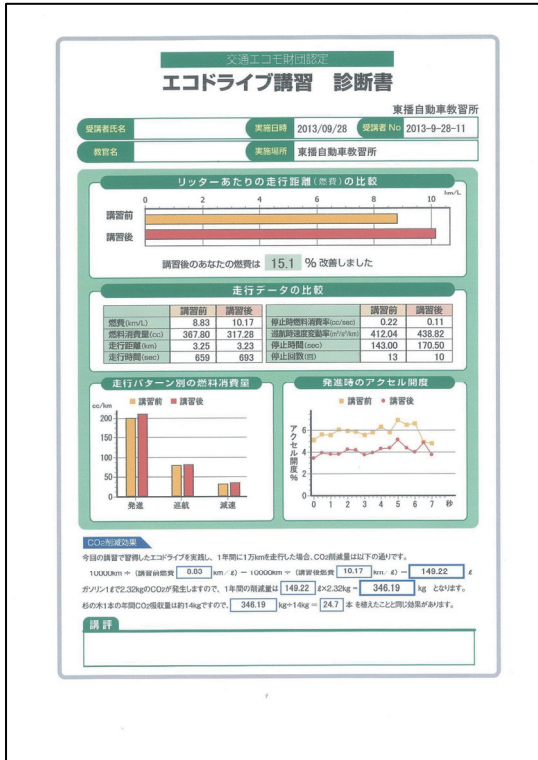 交通エコモ財団認定
エコドライブ講習 診断書
東播自動車教習所
受講者氏名 実施日時 2013/09/28 受講者No 2013-9-28-11
教官名 実施場所 東播自動車教習所
リッターあたりの走行距離(燃費)の比較
km/L
0 2 4 6 8 10
講習前
講習後
講習後のあなたの燃費は 15.1 % 改善しました
走行データの比較
講習前 講習後 講習前 講習後
燃費(km/L) 8.83 10.17 停止時燃料消費率(cc/sec) 0.22 0.11
燃料消費量(cc) 367.80 317.28 巡航時速度変動率(m²/s²/km) 412.04 438.82
走行距離(km) 3.25 3.23 停止時間(sec) 143.00 170.50
走行時間(sec) 659 693 停止回数(回) 13 10
走行パターン別の燃料消費量 発進時のアクセル開度
cc/km 講習前 講習後
200
150
100
50
0
発進 巡航 減速
講習前 講習後
アクセル開度%
6
4
2
0
0 1 2 3 4 5 6 7 秒
CO2削減効果
今回の講習で習得したエコドライブを実践し、1年間に1万kmを走行した場合、CO2削減量は以下の通りです。
10000km ÷ (講習前燃費 8.83 km/ℓ) − 10000km ÷ (講習後燃費 10.17 km/ℓ) = 149.22 ℓ
ガソリン1ℓで2.32kgのCO2が発生しますので、1年間の削減量は 149.22 ℓ×2.32kg = 346.19 kg となります。
杉の木1本の年間CO2吸収量は約14kgですので、 346.19 kg÷14kg = 24.7 本 を植えたことと同じ効果があります。
講評